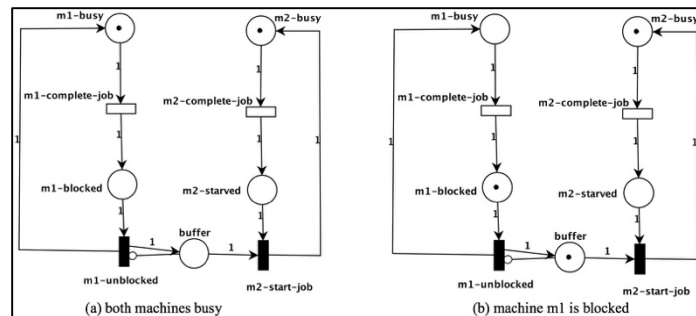 m1-busy
m2-busy
1
1
m1-complete-job
m2-complete-job
1
1
1
1
m1-blocked
m2-starved
1
1
buffer
1
1
m1-unblocked
m2-start-job
(a) both machines busy
m1-busy
m2-busy
1
1
m1-complete-job
m2-complete-job
1
1
1
1
m1-blocked
m2-starved
1
1
buffer
1
1
m1-unblocked
m2-start-job
(b) machine m1 is blocked